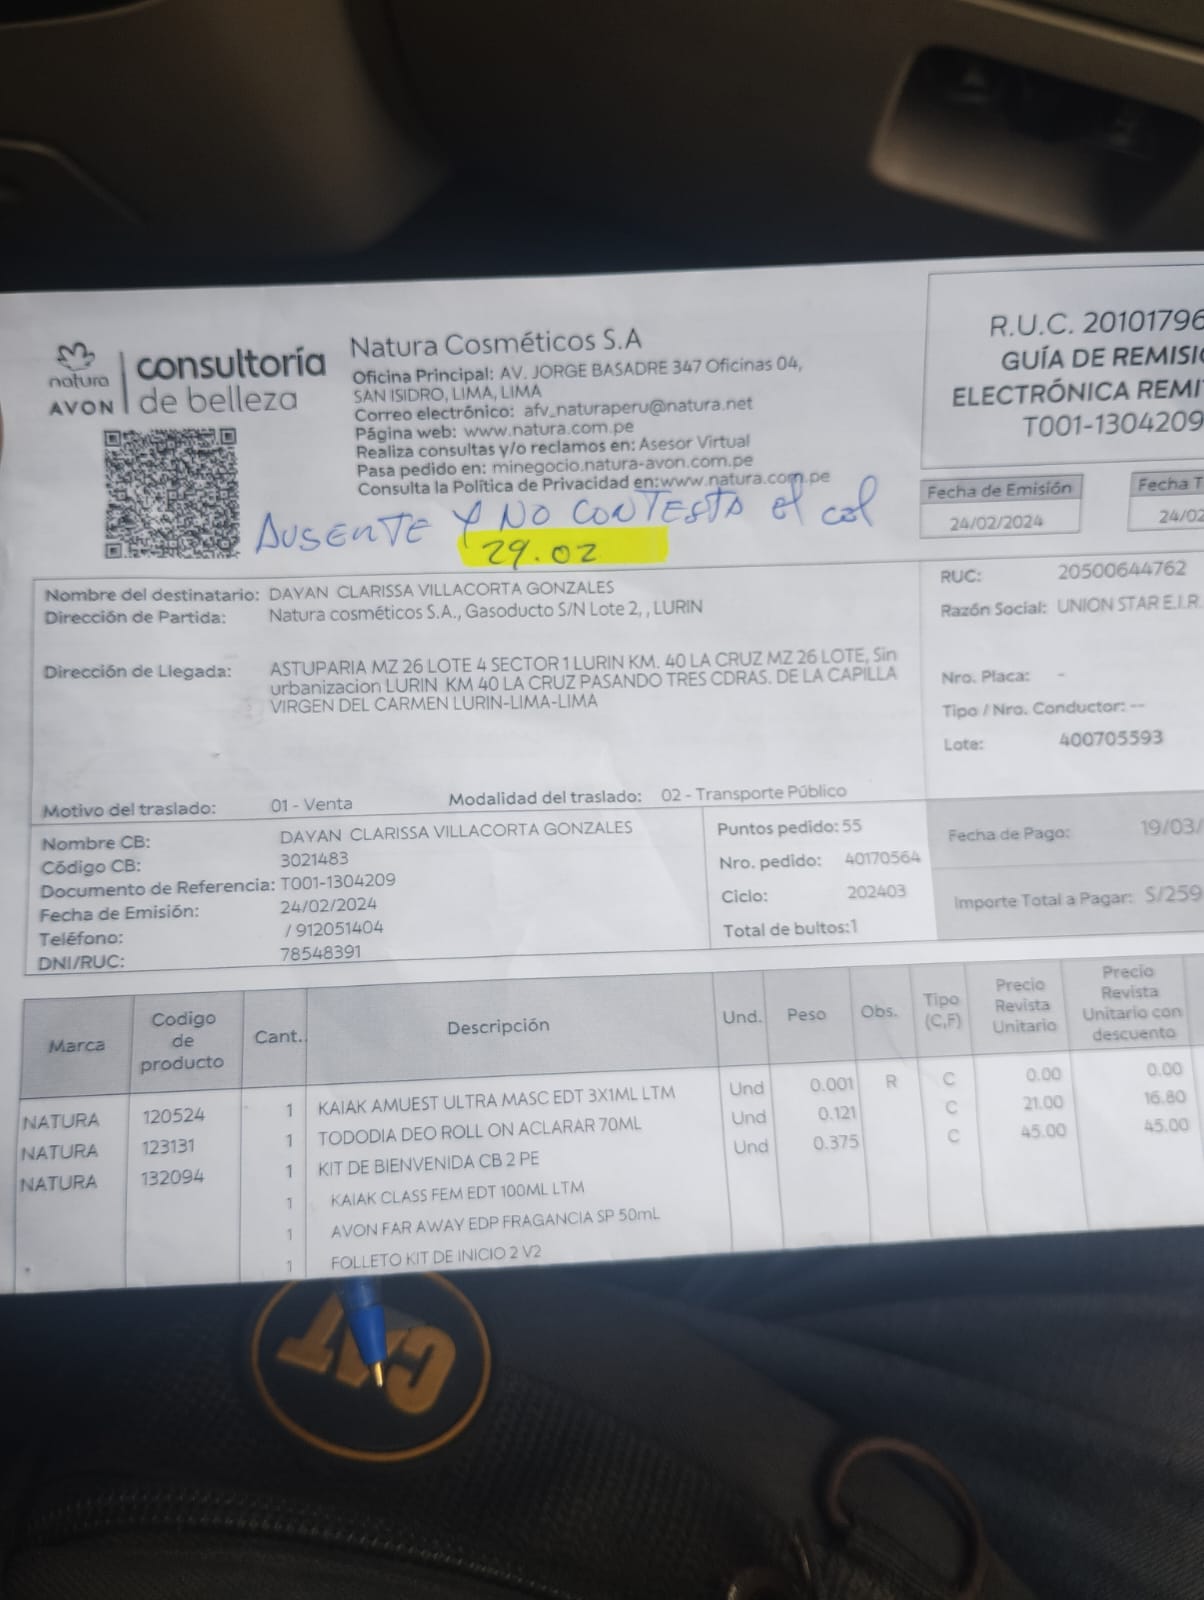 natura
AVON
consultoría
de belleza
Natura Cosméticos S.A
Oficina Principal: AV. JORGE BASADRE 347 Oficinas 04,
SAN ISIDRO, LIMA, LIMA
Correo electrónico: afv_naturaperu@natura.net
Página web: www.natura.com.pe
Realiza consultas y/o reclamos en: Asesor Virtual
Pasa pedido en: minegocio.natura-avon.com.pe
Consulta la Política de Privacidad en:www.natura.com.pe
R.U.C. 20101796
GUÍA DE REMISIÓ
ELECTRÓNICA REMI
T001-1304209
Fecha de Emisión
24/02/2024
Fecha T
24/02
AUSENTE Y NO CONTESTA el cel
29.02
Nombre del destinatario: DAYAN CLARISSA VILLACORTA GONZALES
Dirección de Partida: Natura cosméticos S.A., Gasoducto S/N Lote 2, , LURIN
Dirección de Llegada: ASTUPARIA MZ 26 LOTE 4 SECTOR 1 LURIN KM. 40 LA CRUZ MZ 26 LOTE, Sin
urbanizacion LURIN KM 40 LA CRUZ PASANDO TRES CDRAS. DE LA CAPILLA
VIRGEN DEL CARMEN LURIN-LIMA-LIMA
Motivo del traslado: 01 - Venta Modalidad del traslado: 02 - Transporte Público
RUC: 20500644762
Razón Social: UNION STAR E.I.R.
Nro. Placa: -
Tipo / Nro. Conductor: --
Lote: 400705593
Nombre CB: DAYAN CLARISSA VILLACORTA GONZALES
Código CB: 3021483
Documento de Referencia: T001-1304209
Fecha de Emisión: 24/02/2024
Teléfono: / 912051404
DNI/RUC: 78548391
Puntos pedido: 55
Nro. pedido: 40170564
Ciclo: 202403
Total de bultos:1
Fecha de Pago: 19/03/
Importe Total a Pagar: S/259
Marca Codigo de producto Cant. Descripción Und. Peso Obs. Tipo (C,F) Precio Revista Unitario Precio Revista Unitario con descuento
NATURA 120524 1 KAIAK AMUEST ULTRA MASC EDT 3X1ML LTM Und 0.001 R C 0.00 0.00
NATURA 123131 1 TODODIA DEO ROLL ON ACLARAR 70ML Und 0.121 C 21.00 16.80
NATURA 132094 1 KIT DE BIENVENIDA CB 2 PE Und 0.375 C 45.00 45.00
1 KAIAK CLASS FEM EDT 100ML LTM
1 AVON FAR AWAY EDP FRAGANCIA SP 50mL
1 FOLLETO KIT DE INICIO 2 V2
CAT